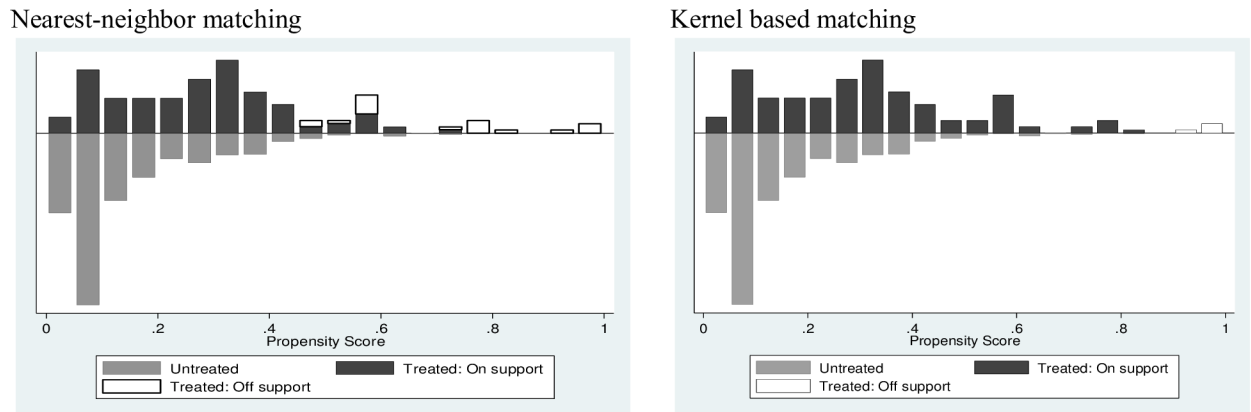 Nearest-neighbor matching
0 .2 .4 .6 .8 1
Propensity Score
Untreated Treated: On support
Treated: Off support
Kernel based matching
0 .2 .4 .6 .8 1
Propensity Score
Untreated Treated: On support
Treated: Off support